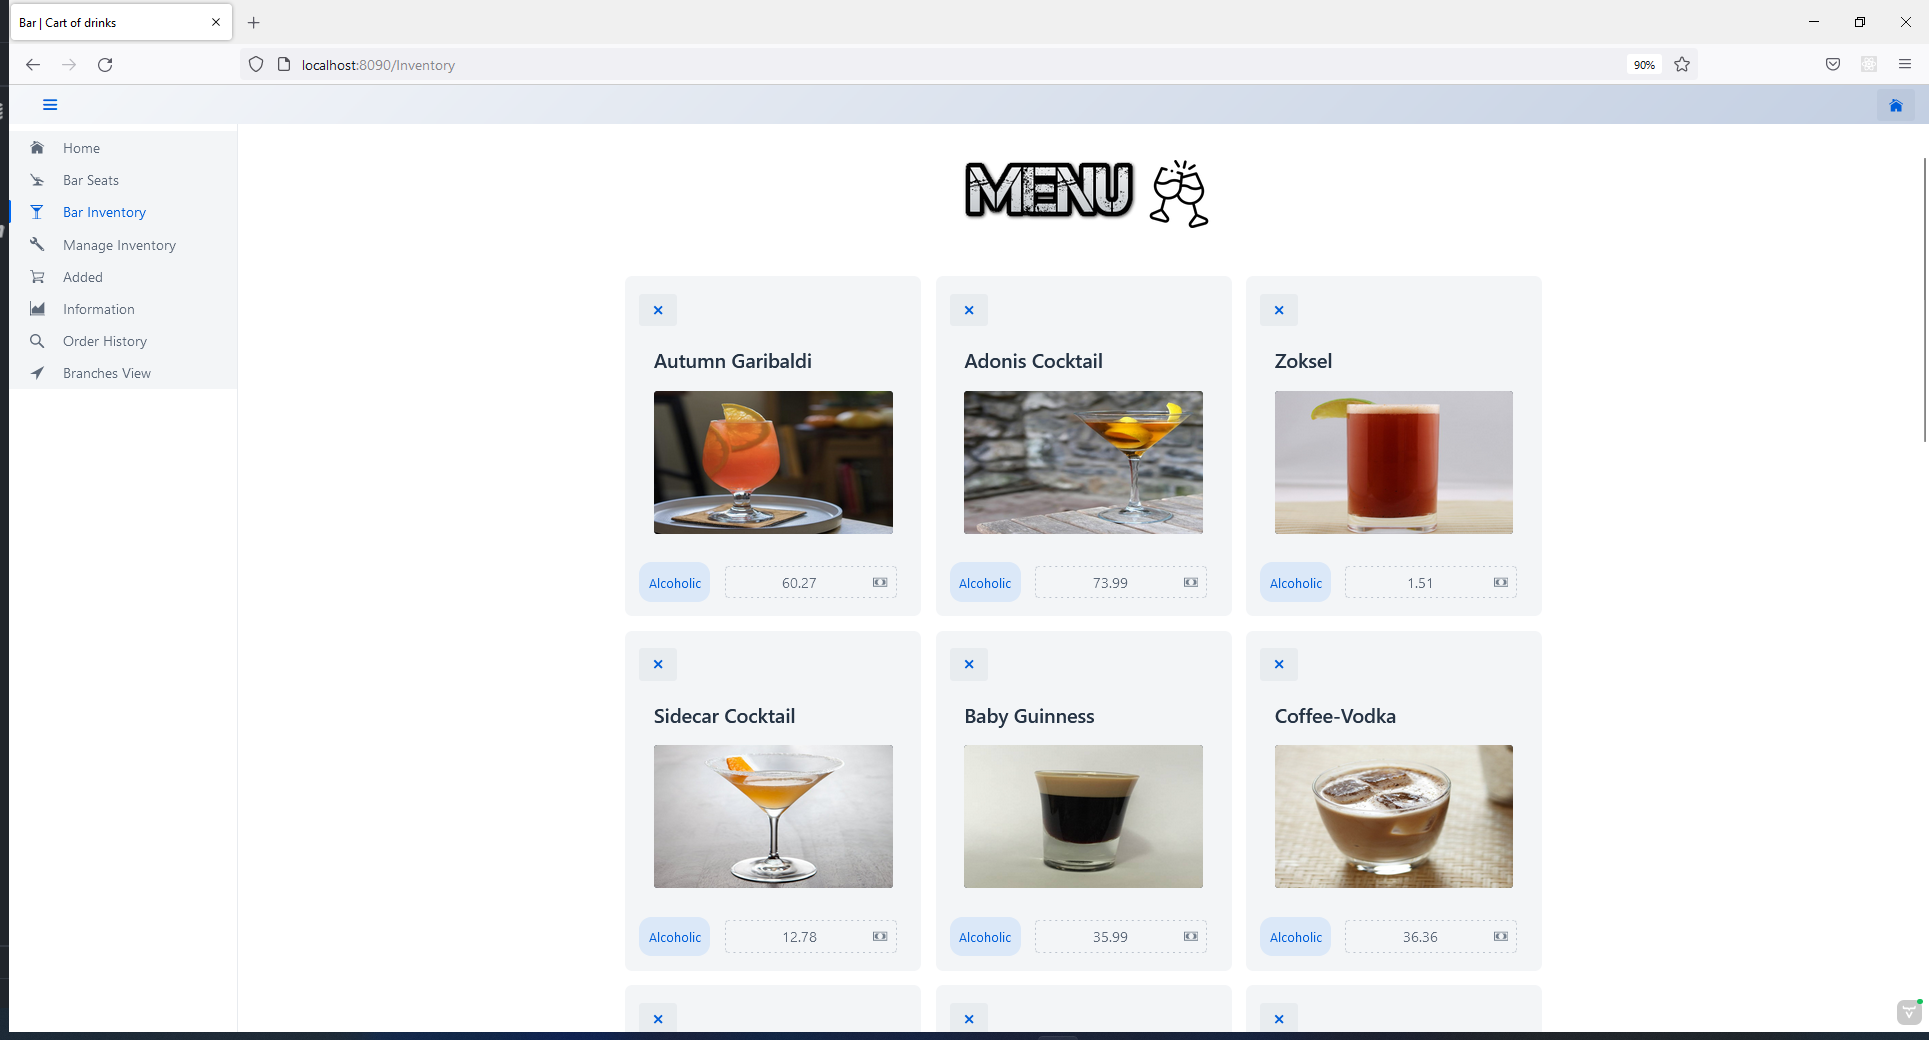 Bar | Cart of drinks
localhost:8090/Inventory
90%
Home
Bar Seats
Bar Inventory
Manage Inventory
Added
Information
Order History
Branches View
MENU
Autumn Garibaldi
Adonis Cocktail
Zoksel
Alcoholic
60.27
Alcoholic
73.99
Alcoholic
1.51
Sidecar Cocktail
Baby Guinness
Coffee-Vodka
Alcoholic
12.78
Alcoholic
35.99
Alcoholic
36.36